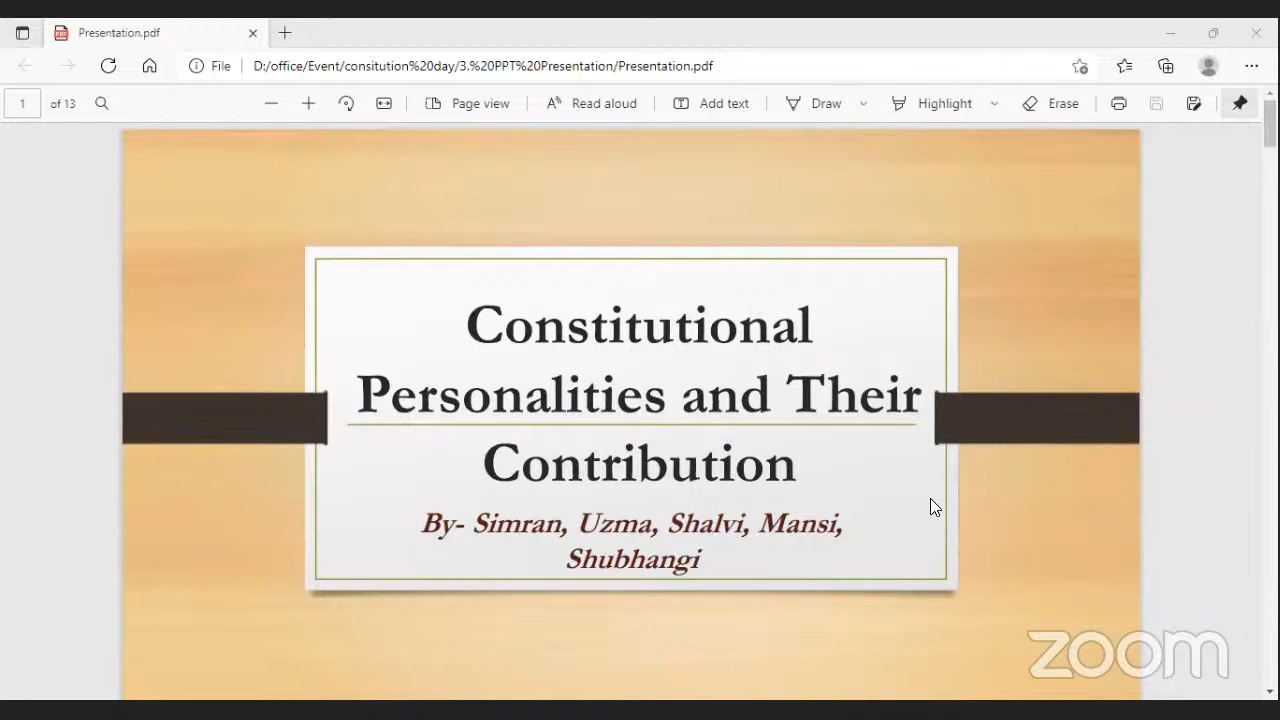 Presentation.pdf
File
D:/office/Event/consitution%20day/3.%20PPT%20Presentation/Presentation.pdf
1 of 13
Page view
Read aloud
Add text
Draw
Highlight
Erase
Constitutional
Personalities and Their
Contribution
By- Simran, Uzma, Shalvi, Mansi,
Shubhangi
zoom